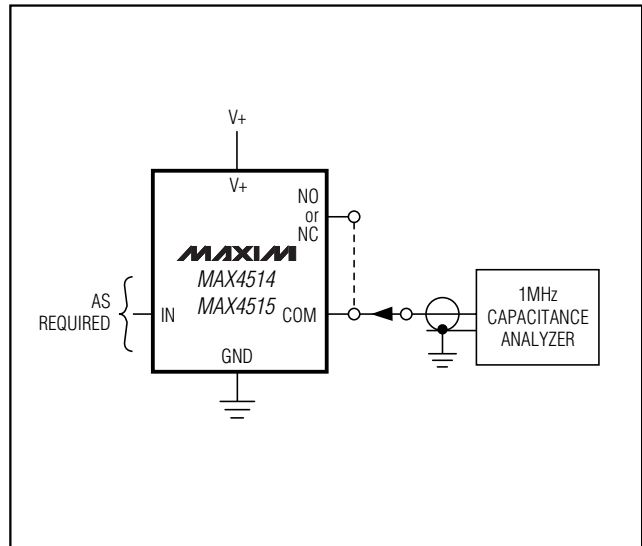 V+
V+
NO
or
NC
MAXIM
MAX4514
MAX4515
COM
AS
REQUIRED
IN
GND
1MHz
CAPACITANCE
ANALYZER